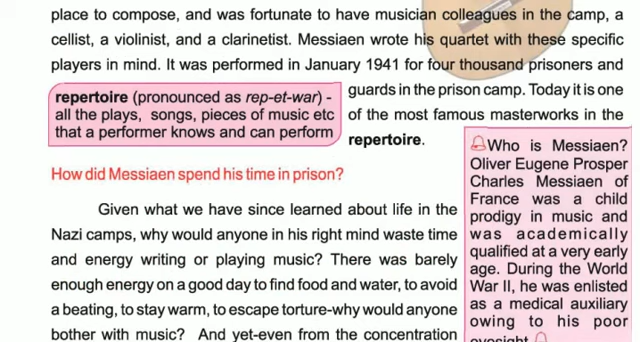 place to compose, and was fortunate to have musician colleagues in the camp, a
cellist, a violinist, and a clarinetist. Messiaen wrote his quartet with these specific
players in mind. It was performed in January 1941 for four thousand prisoners and
guards in the prison camp. Today it is one
of the most famous masterworks in the
repertoire.
repertoire (pronounced as rep-et-war) -
all the plays, songs, pieces of music etc
that a performer knows and can perform
How did Messiaen spend his time in prison?
Given what we have since learned about life in the
Nazi camps, why would anyone in his right mind waste time
and energy writing or playing music? There was barely
enough energy on a good day to find food and water, to avoid
a beating, to stay warm, to escape torture-why would anyone
bother with music? And yet-even from the concentration
Who is Messiaen?
Oliver Eugene Prosper
Charles Messiaen of
France was a child
prodigy in music and
was academically
qualified at a very early
age. During the World
War II, he was enlisted
as a medical auxiliary
owing to his poor
eyesight.